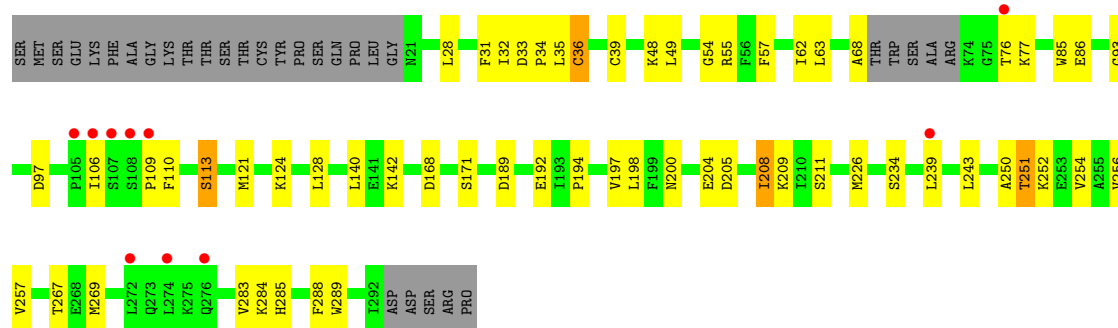 SER MET SER GLU LYS PHE ALA GLY LYS THR THR SER THR CYS TYR PRO SER GLN PRO LEU GLY N21 L28 F31 I32 D33 P34 L35 C36 C39 K48 L49 G54 R55 F56 F57 I62 L63 A68 THR TRP SER ALA ARG K74 G75 T76 K77 W85 E86
D97 P105 I106 S107 S108 P109 F110 S113 M121 K124 L128 L140 E141 K142 D168 S171 D189 E192 I193 P194 V197 L198 F199 N200 E204 D205 I208 K209 I210 S211 M226 S234 L239 L243 A250 T251 K252 E253 V254 A255 V256
V257 T267 E268 M269 L272 Q273 L274 K275 Q276 V283 K284 H285 F288 W289 I292 ASP ASP SER ARG PRO